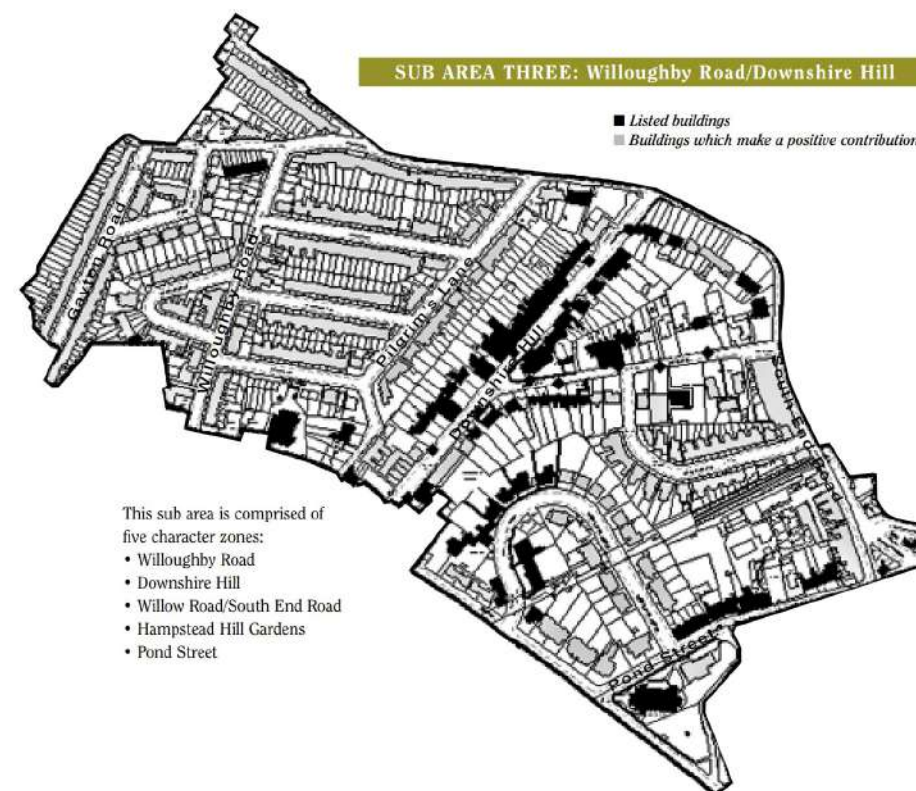 SUB AREA THREE: Willoughby Road/Downshire Hill
Listed buildings
Buildings which make a positive contribution
Gayton Road
Willoughby Road
Pilgrim's Lane
Downshire Hill
South End
Pond Street
This sub area is comprised of
five character zones:
• Willoughby Road
• Downshire Hill
• Willow Road/South End Road
• Hampstead Hill Gardens
• Pond Street